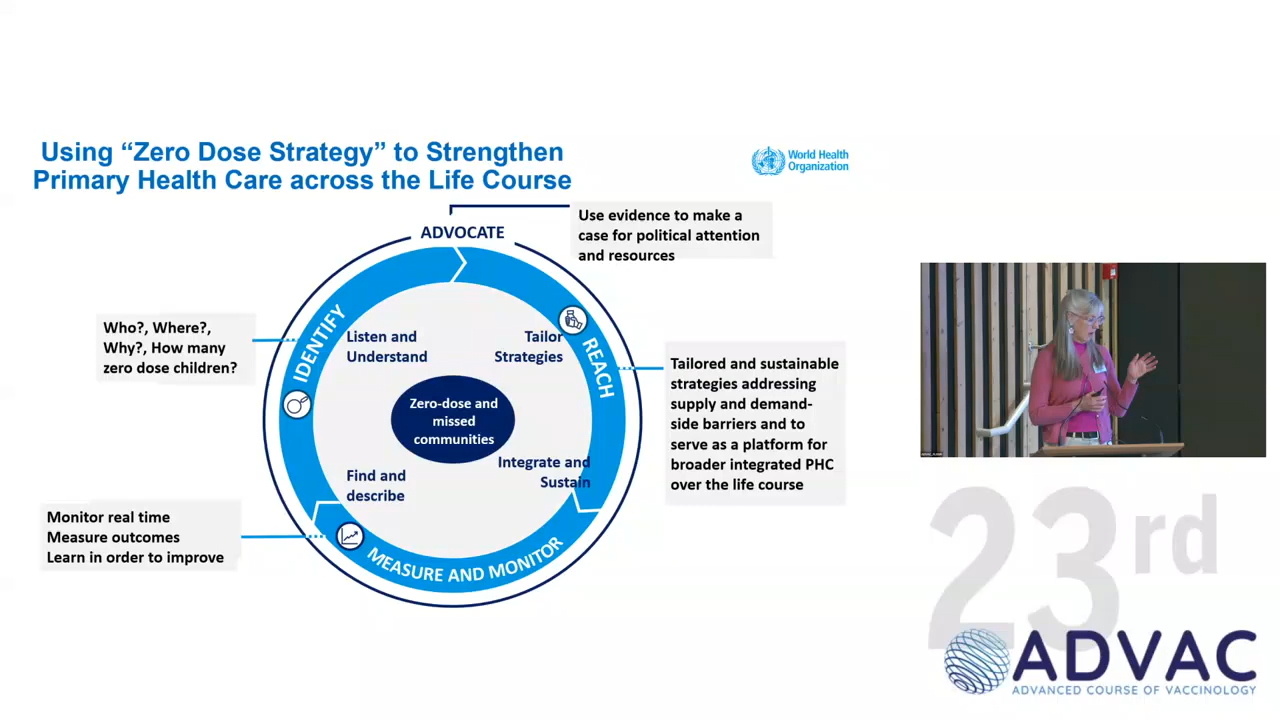 Using “Zero Dose Strategy” to Strengthen
Primary Health Care across the Life Course
World Health
Organization
ADVOCATE
Use evidence to make a
case for political attention
and resources
IDENTIFY
Who?, Where?,
Why?, How many
zero dose children?
Listen and
Understand
Tailor
Strategies
REACH
Tailored and sustainable
strategies addressing
supply and demand-
side barriers and to
serve as a platform for
broader integrated PHC
over the life course
Zero-dose and
missed
communities
Find and
describe
Integrate and
Sustain
Monitor real time
Measure outcomes
Learn in order to improve
MEASURE AND MONITOR
23rd
ADVAC
ADVANCED COURSE OF VACCINOLOGY